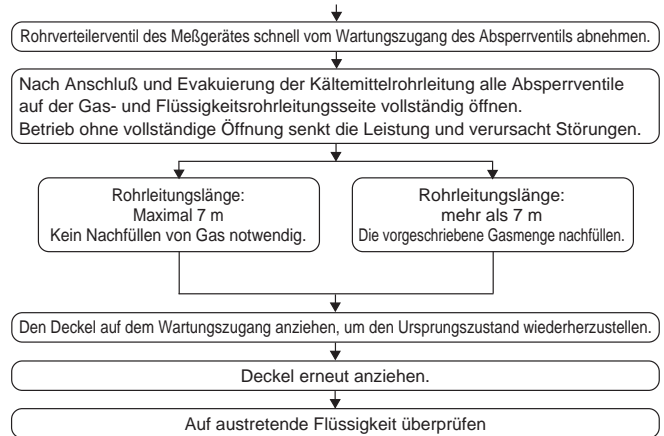 Rohrverteilerventil des Meßgerätes schnell vom Wartungszugang des Absperrventils abnehmen.
Nach Anschluß und Evakuierung der Kältemittelrohrleitung alle Absperrventile
auf der Gas- und Flüssigkeitsrohrleitungsseite vollständig öffnen.
Betrieb ohne vollständige Öffnung senkt die Leistung und verursacht Störungen.
Rohrleitungslänge:
Maximal 7 m
Kein Nachfüllen von Gas notwendig.
Rohrleitungslänge:
mehr als 7 m
Die vorgeschriebene Gasmenge nachfüllen.
Den Deckel auf dem Wartungszugang anziehen, um den Ursprungszustand wiederherzustellen.
Deckel erneut anziehen.
Auf austretende Flüssigkeit überprüfen